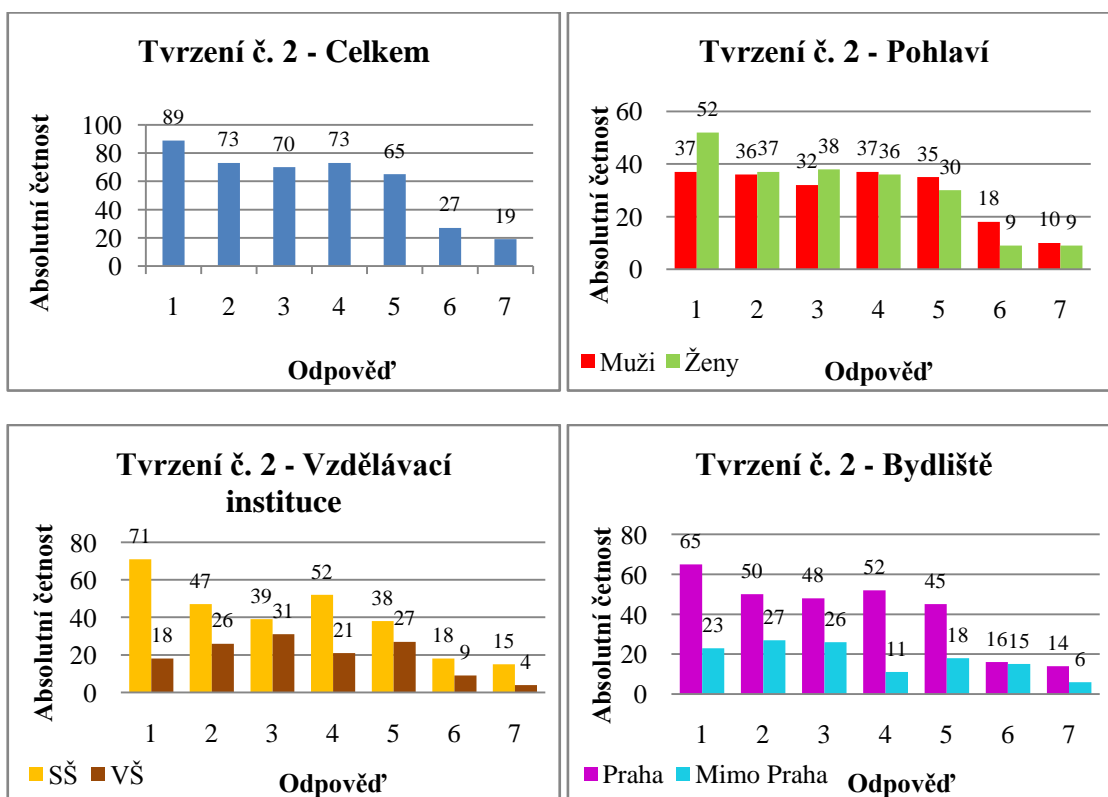 Tvrzení č. 2 - Celkem
Absolutní četnost
100
80
60
40
20
0
89
73
70
73
65
27
19
1 2 3 4 5 6 7
Odpověď
Tvrzení č. 2 - Pohlaví
Absolutní četnost
60
40
20
0
37 52
36 37
32 38
37 36
35 30
18 9
10 9
1 2 3 4 5 6 7
Odpověď
Muži Ženy
Tvrzení č. 2 - Vzdělávací
instituce
Absolutní četnost
80
60
40
20
0
71 18
47 26
39 31
52 21
38 27
18 9
15 4
1 2 3 4 5 6 7
Odpověď
SŠ VŠ
Tvrzení č. 2 - Bydliště
Absolutní četnost
80
60
40
20
0
65 23
50 27
48 26
52 11
45 18
16 15
14 6
1 2 3 4 5 6 7
Odpověď
Praha Mimo Praha